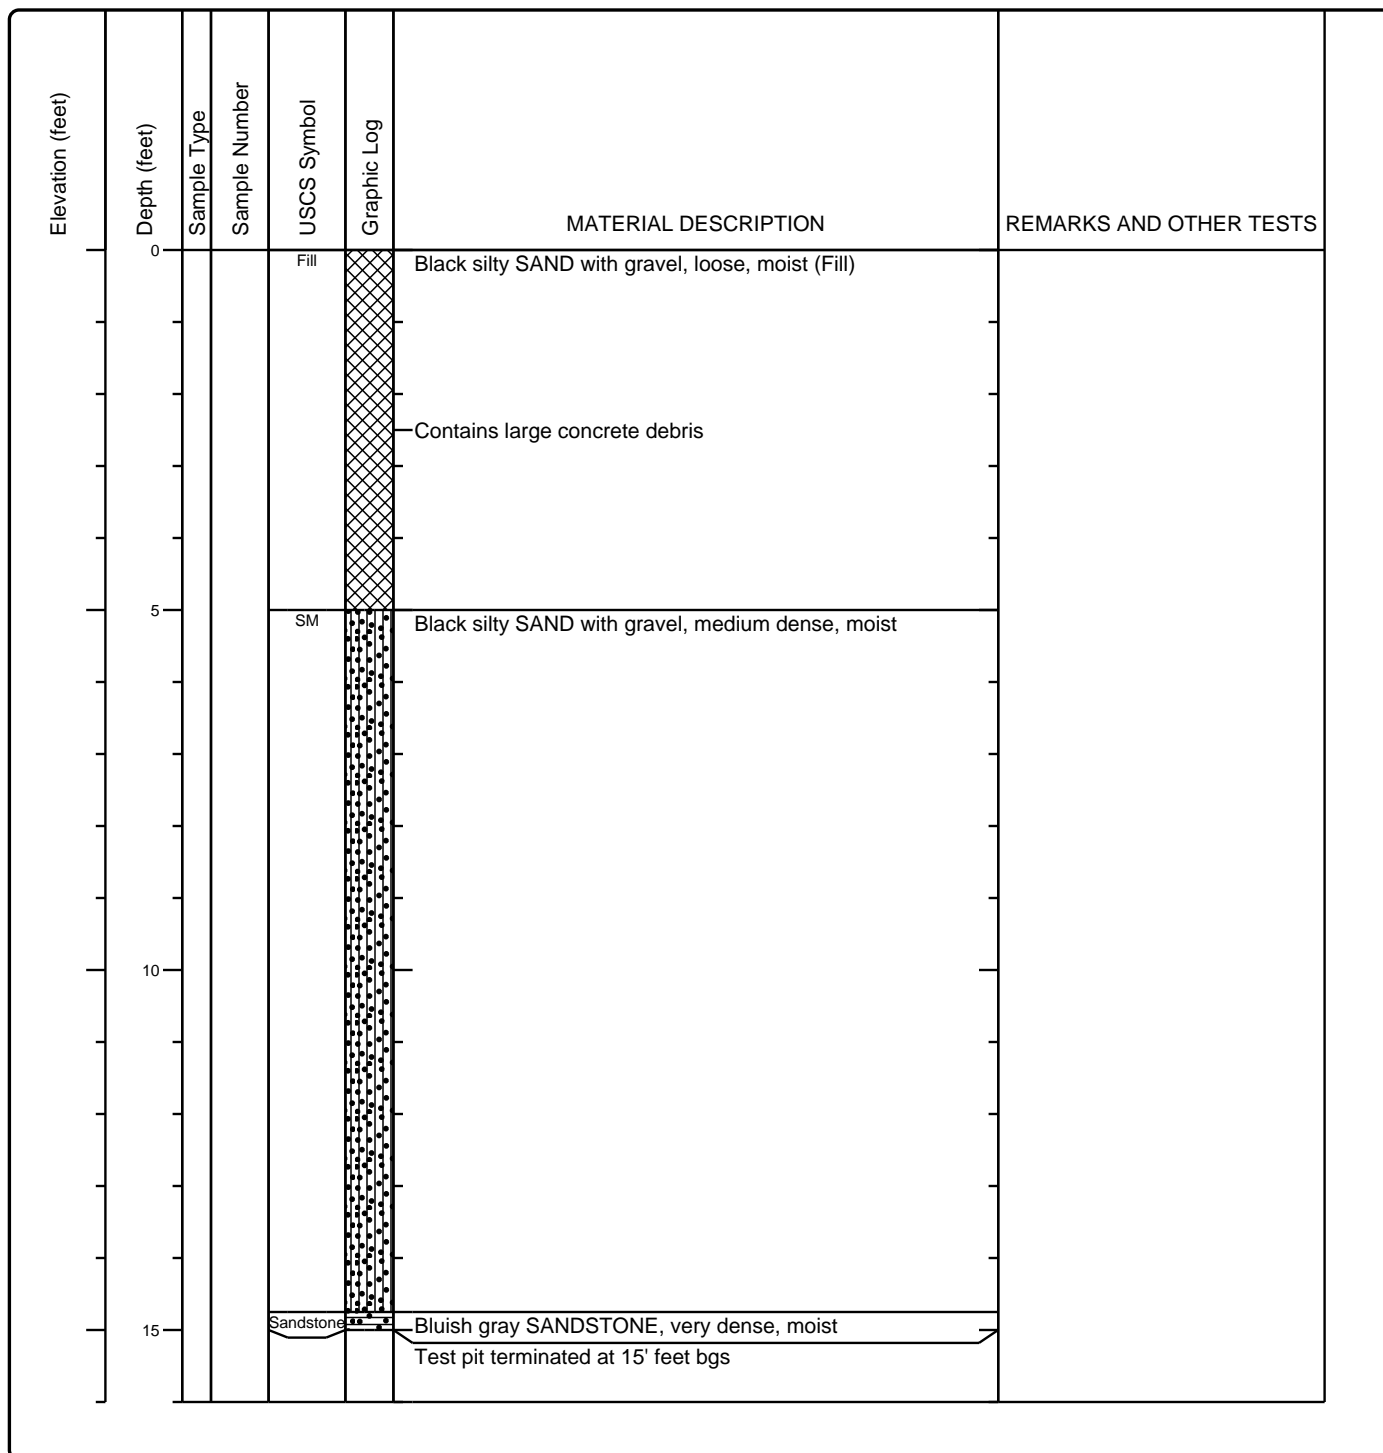 Elevation (feet)
Depth (feet)
Sample Type
Sample Number
USCS Symbol
Graphic Log
MATERIAL DESCRIPTION
REMARKS AND OTHER TESTS
0
Fill
Black silty SAND with gravel, loose, moist (Fill)
Contains large concrete debris
5
SM
Black silty SAND with gravel, medium dense, moist
10
Sandstone
Bluish gray SANDSTONE, very dense, moist
15
Test pit terminated at 15' feet bgs